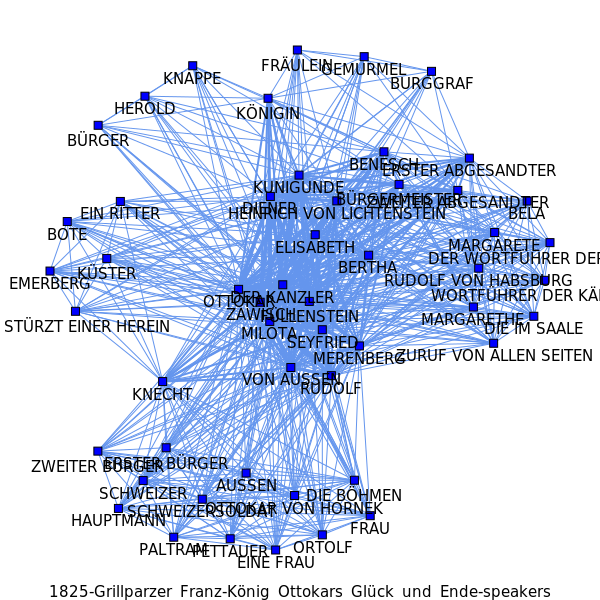 FRÄULEIN
GEMURMEL
KNAPPE
BURGGRAF
HEROLD
KÖNIGIN
BÜRGER
BENESCH
ERSTER ABGESANDTER
KUNIGUNDE
BÜRGERMEISTER
ZWEITER ABGESANDTER
DIENER
HEINRICH VON LICHTENSTEIN
BELA
EIN RITTER
BOTE
ELISABETH
MARGARETE
DER WORTFÜHRER DER
BERTHA
KÜSTER
EMERBERG
RUDOLF VON HABSBURG
WORTFÜHRER DER
OTTOKAR
DER KANZLER
ZAWISCH
MARGARETHE
STÜRZT EINER HEREIN
DIE IM SAALE
MILOTA
SEYFRIED
MERENBERG
ZURUF VON ALLEN SEITEN
VON AUSSEN
RUDOLF
KNECHT
ZWEITER BÜRGER
ERSTER BÜRGER
AUSSEN
SCHWEIZER
DIE BÖHMEN
SCHWEIZERSOLDAT
OTTOKAR VON HORNEK
HAUPTMANN
FRAU
PALTRAM
PETTAUER
ORTOLF
EINE FRAU
1825-Grillparzer Franz-König Ottokars Glück und Ende-speakers